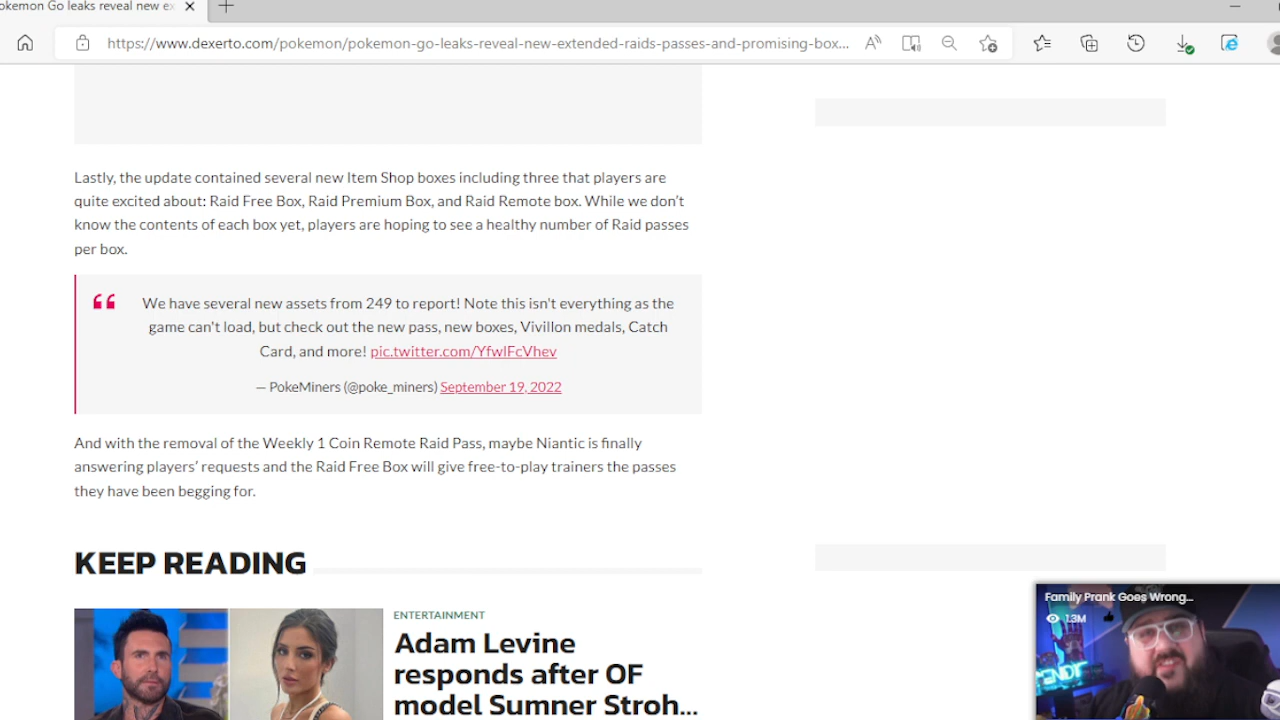 okemon Go leaks reveal new ex
https://www.dexerto.com/pokemon/pokemon-go-leaks-reveal-new-extended-raids-passes-and-promising-box...
Lastly, the update contained several new Item Shop boxes including three that players are
quite excited about: Raid Free Box, Raid Premium Box, and Raid Remote box. While we don't
know the contents of each box yet, players are hoping to see a healthy number of Raid passes
per box.
We have several new assets from 249 to report! Note this isn't everything as the
game can't load, but check out the new pass, new boxes, Vivillon medals, Catch
Card, and more! pic.twitter.com/YfwlFcVhev
— PokeMiners (@poke_miners) September 19, 2022
And with the removal of the Weekly 1 Coin Remote Raid Pass, maybe Niantic is finally
answering players' requests and the Raid Free Box will give free-to-play trainers the passes
they have been begging for.
KEEP READING
ENTERTAINMENT
Adam Levine
responds after OF
model Sumner Stroh...
Family Prank Goes Wrong...
1.3M